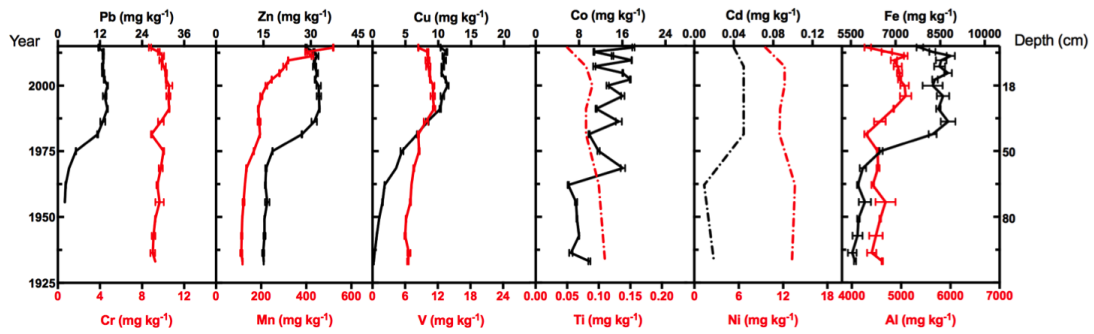 Pb (mg kg-1) Zn (mg kg-1) Cu (mg kg-1) Co (mg kg-1) Cd (mg kg-1) Fe (mg kg-1)
Year 0 12 24 36 0 15 30 45 0 10 20 0 8 16 24 0.00 0.04 0.08 0.12 5500 7000 8500 10000 Depth (cm)
2000 18
1975 50
1950 80
1925
0 4 8 12 0 200 400 600 0 6 12 18 24 0.00 0.05 0.10 0.15 0.20 0 6 12 18 4000 5000 6000 7000
Cr (mg kg-1) Mn (mg kg-1) V (mg kg-1) Ti (mg kg-1) Ni (mg kg-1) Al (mg kg-1)